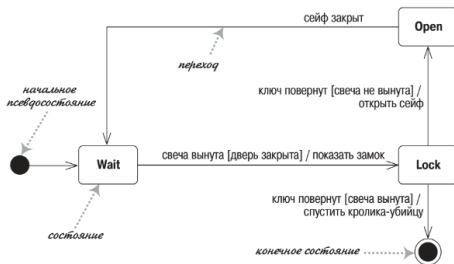 сейф закрыт
Open
переход
начальное
псевдосостояние
ключ повернут [свеча не вынута] /
открыть сейф
Wait
свеча вынута [дверь закрыта] / показать замок
Lock
ключ повернут [свеча вынута] /
спустить кролика-убийцу
состояние
конечное состояние